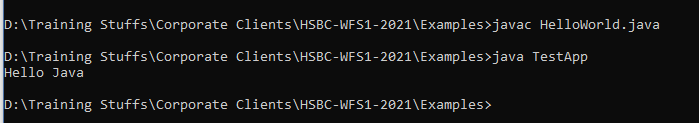 D:\Training Stuffs\Corporate Clients\HSBC-WFS1-2021\Examples>javac HelloWorld.java
D:\Training Stuffs\Corporate Clients\HSBC-WFS1-2021\Examples>java TestApp
Hello Java
D:\Training Stuffs\Corporate Clients\HSBC-WFS1-2021\Examples>